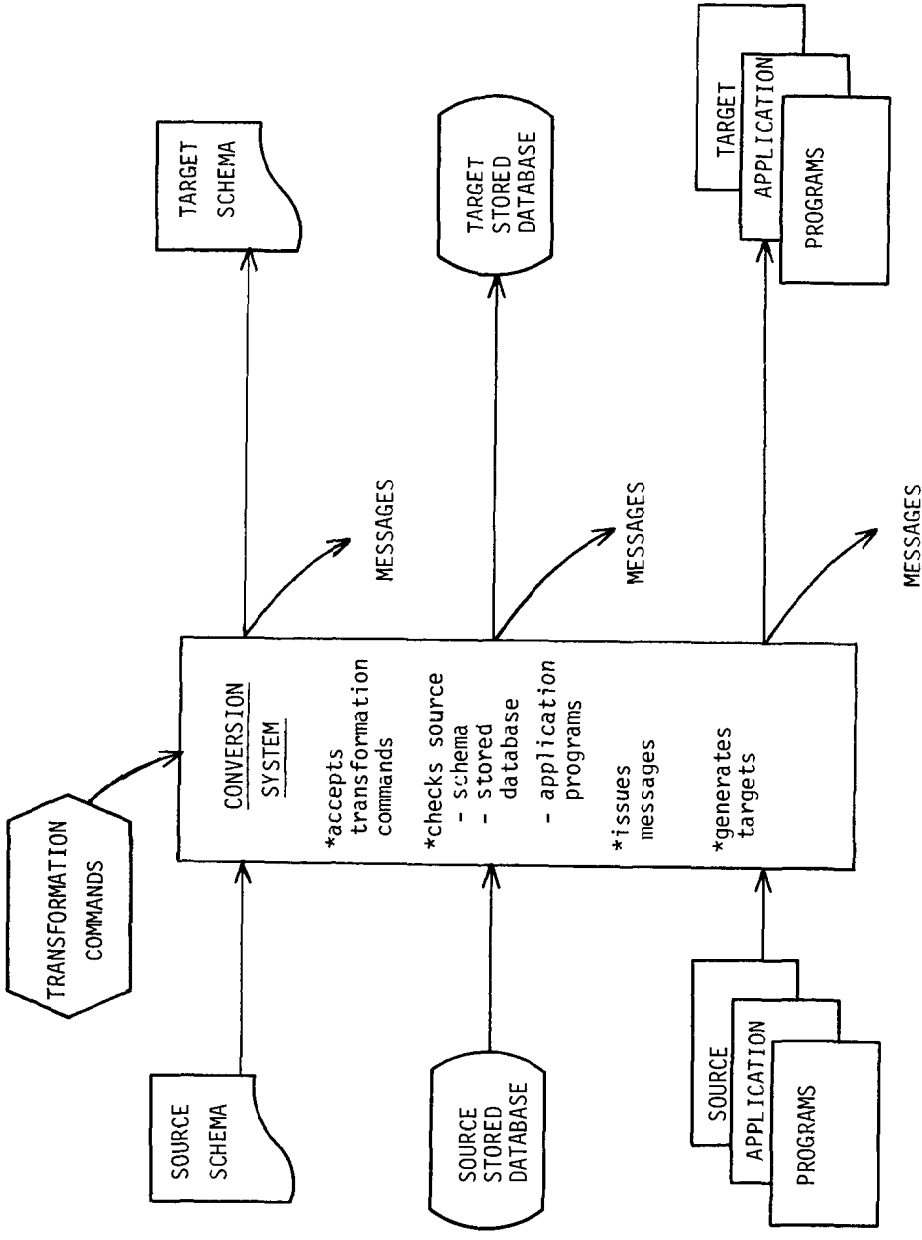 TRANSFORMATION
COMMANDS
SOURCE
SCHEMA
SOURCE
STORED
DATABASE
SOURCE
APPLICATION
PROGRAMS
CONVERSION
SYSTEM
*accepts
transformation
commands
*checks source
- schema
- stored
database
- application
programs
*issues
messages
*generates
targets
MESSAGES
MESSAGES
MESSAGES
TARGET
SCHEMA
TARGET
STORED
DATABASE
TARGET
APPLICATION
PROGRAMS